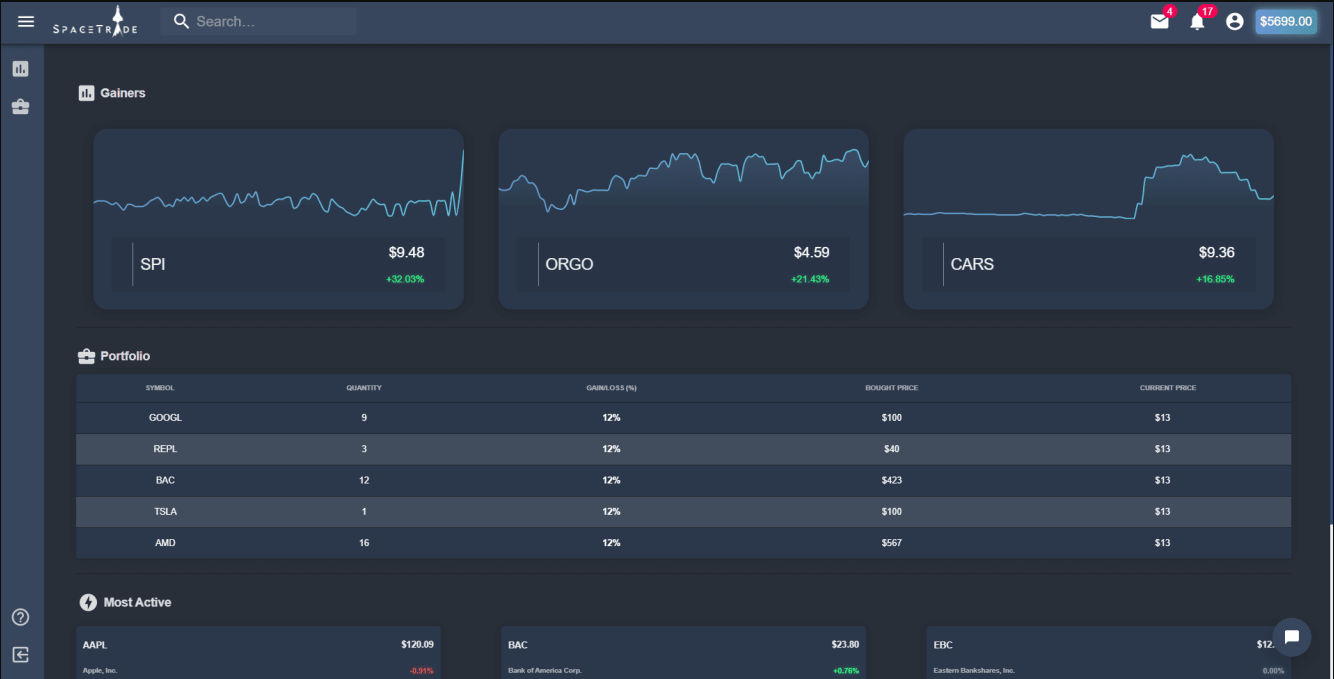 SPACETRADE
Search...
4
17
$5699.00
Gainers
SPI
$9.48
+32.03%
ORGO
$4.59
+21.43%
CARS
$9.36
+16.85%
Portfolio
SYMBOL QUANTITY GAIN/LOSS (%) BOUGHT PRICE CURRENT PRICE
GOOGL 9 12% $100 $13
REPL 3 12% $40 $13
BAC 12 12% $423 $13
TSLA 1 12% $100 $13
AMD 16 12% $567 $13
Most Active
AAPL $120.09
Apple, Inc. -0.91%
BAC $23.80
Bank of America Corp. +0.76%
EBC $12.
Eastern Bankshares, Inc. 0.00%